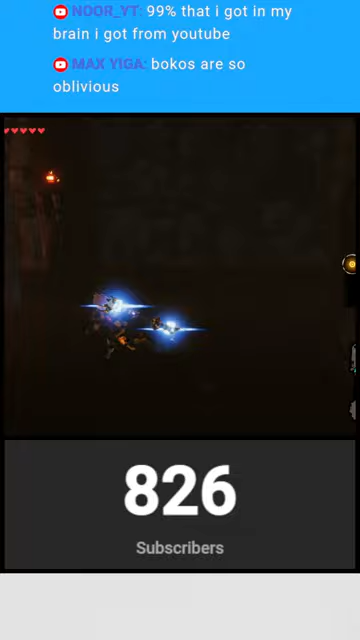 NOOR_YT: 99% that i got in my
brain i got from youtube
MAX YIGA: bokos are so
oblivious
826
Subscribers